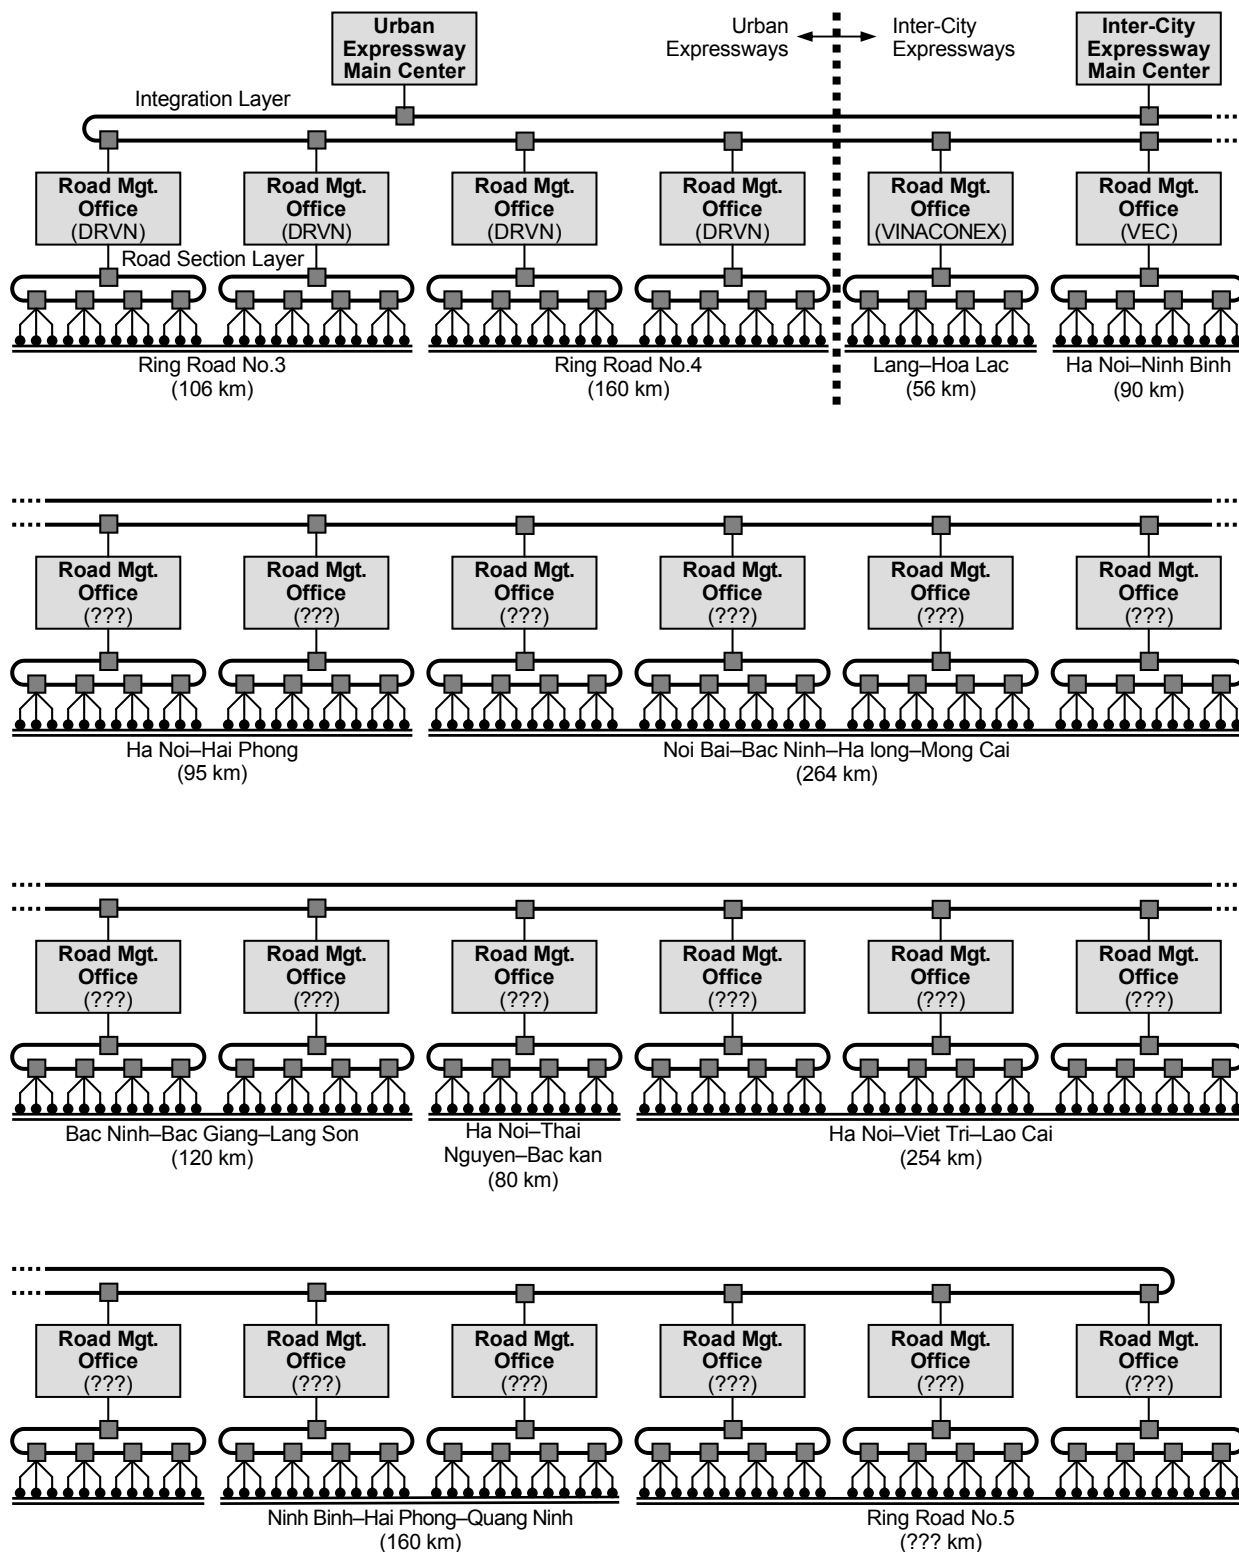 Urban
Expressway
Main Center
Urban
Expressways
Inter-City
Expressways
Inter-City
Expressway
Main Center
Integration Layer
Road Mgt.
Office
(DRVN)
Road Mgt.
Office
(DRVN)
Road Mgt.
Office
(DRVN)
Road Mgt.
Office
(DRVN)
Road Mgt.
Office
(VINACONEX)
Road Mgt.
Office
(VEC)
Road Section Layer
Ring Road No.3
(106 km)
Ring Road No.4
(160 km)
Lang–Hoa Lac
(56 km)
Ha Noi–Ninh Binh
(90 km)
Road Mgt.
Office
(???)
Road Mgt.
Office
(???)
Road Mgt.
Office
(???)
Road Mgt.
Office
(???)
Road Mgt.
Office
(???)
Road Mgt.
Office
(???)
Ha Noi–Hai Phong
(95 km)
Noi Bai–Bac Ninh–Ha long–Mong Cai
(264 km)
Road Mgt.
Office
(???)
Road Mgt.
Office
(???)
Road Mgt.
Office
(???)
Road Mgt.
Office
(???)
Road Mgt.
Office
(???)
Road Mgt.
Office
(???)
Bac Ninh–Bac Giang–Lang Son
(120 km)
Ha Noi–Thai
Nguyen–Bac kan
(80 km)
Ha Noi–Viet Tri–Lao Cai
(254 km)
Road Mgt.
Office
(???)
Road Mgt.
Office
(???)
Road Mgt.
Office
(???)
Road Mgt.
Office
(???)
Road Mgt.
Office
(???)
Road Mgt.
Office
(???)
Ninh Binh–Hai Phong–Quang Ninh
(160 km)
Ring Road No.5
(??? km)